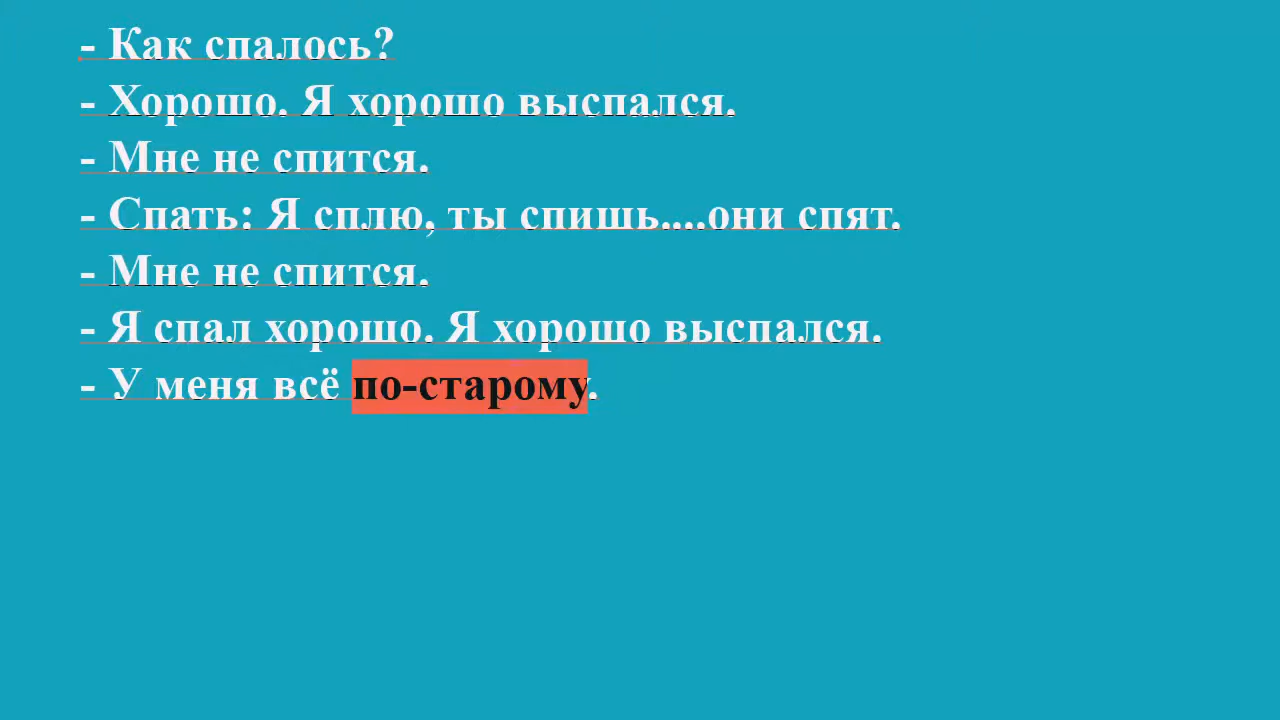 - Как спалось?
- Хорошо. Я хорошо выспался.
- Мне не спится.
- Спать: Я сплю, ты спишь....они спят.
- Мне не спится.
- Я спал хорошо. Я хорошо выспался.
- У меня всё по-старому.